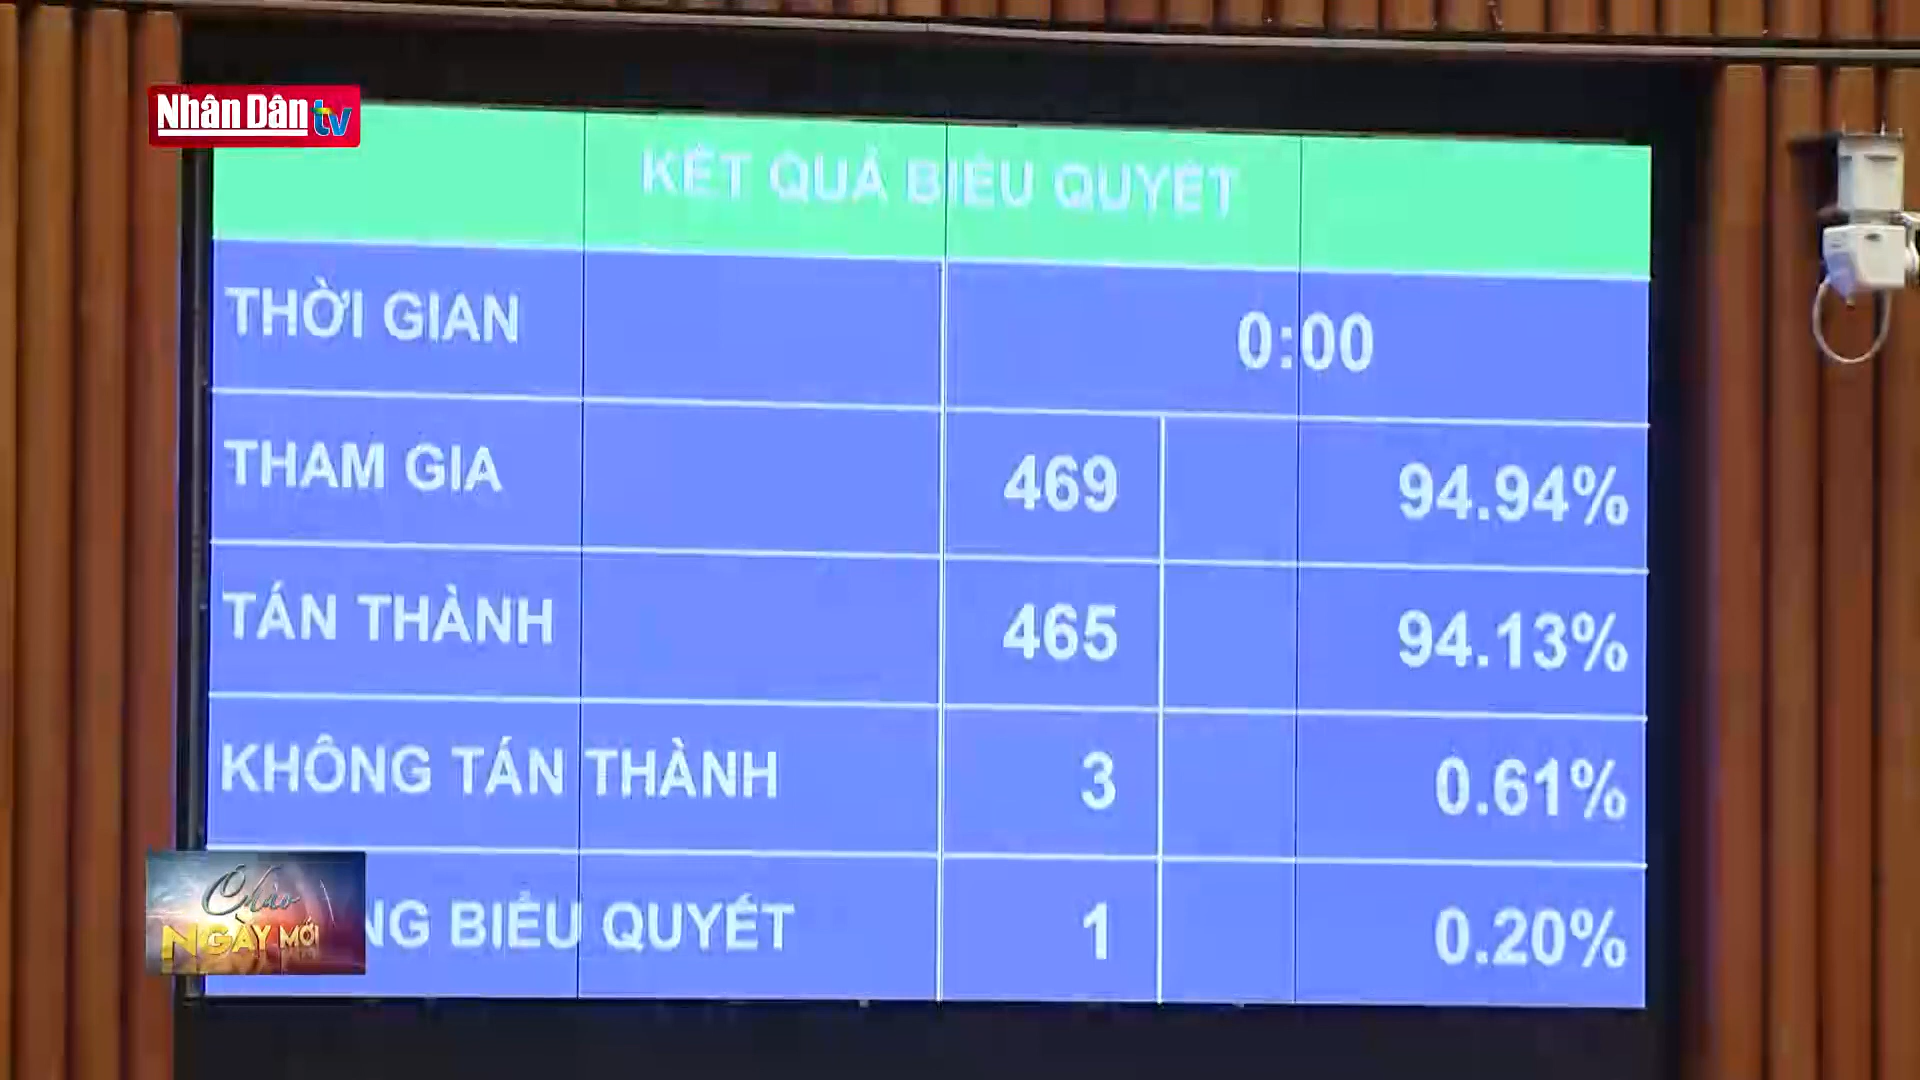 Nhân Dân tv
KẾT QUẢ BIỂU QUYẾT
THỜI GIAN 0:00
THAM GIA 469 94.94%
TÁN THÀNH 465 94.13%
KHÔNG TÁN THÀNH 3 0.61%
NG BIỂU QUYẾT 1 0.20%
Chào
NGÀY MỚI